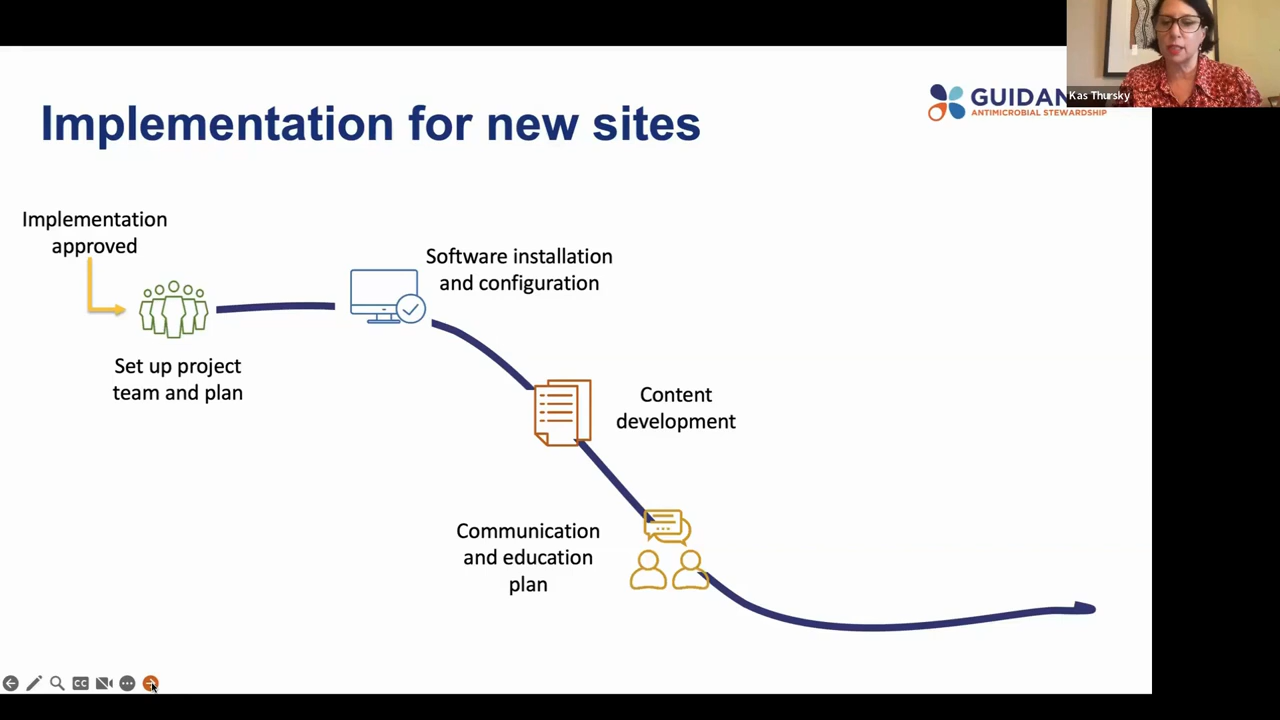 Implementation for new sites
GUIDAN
ANTIMICROBIAL STEWARDSHIP
Kas Thursky
Implementation
approved
Set up project
team and plan
Software installation
and configuration
Content
development
Communication
and education
plan
CC